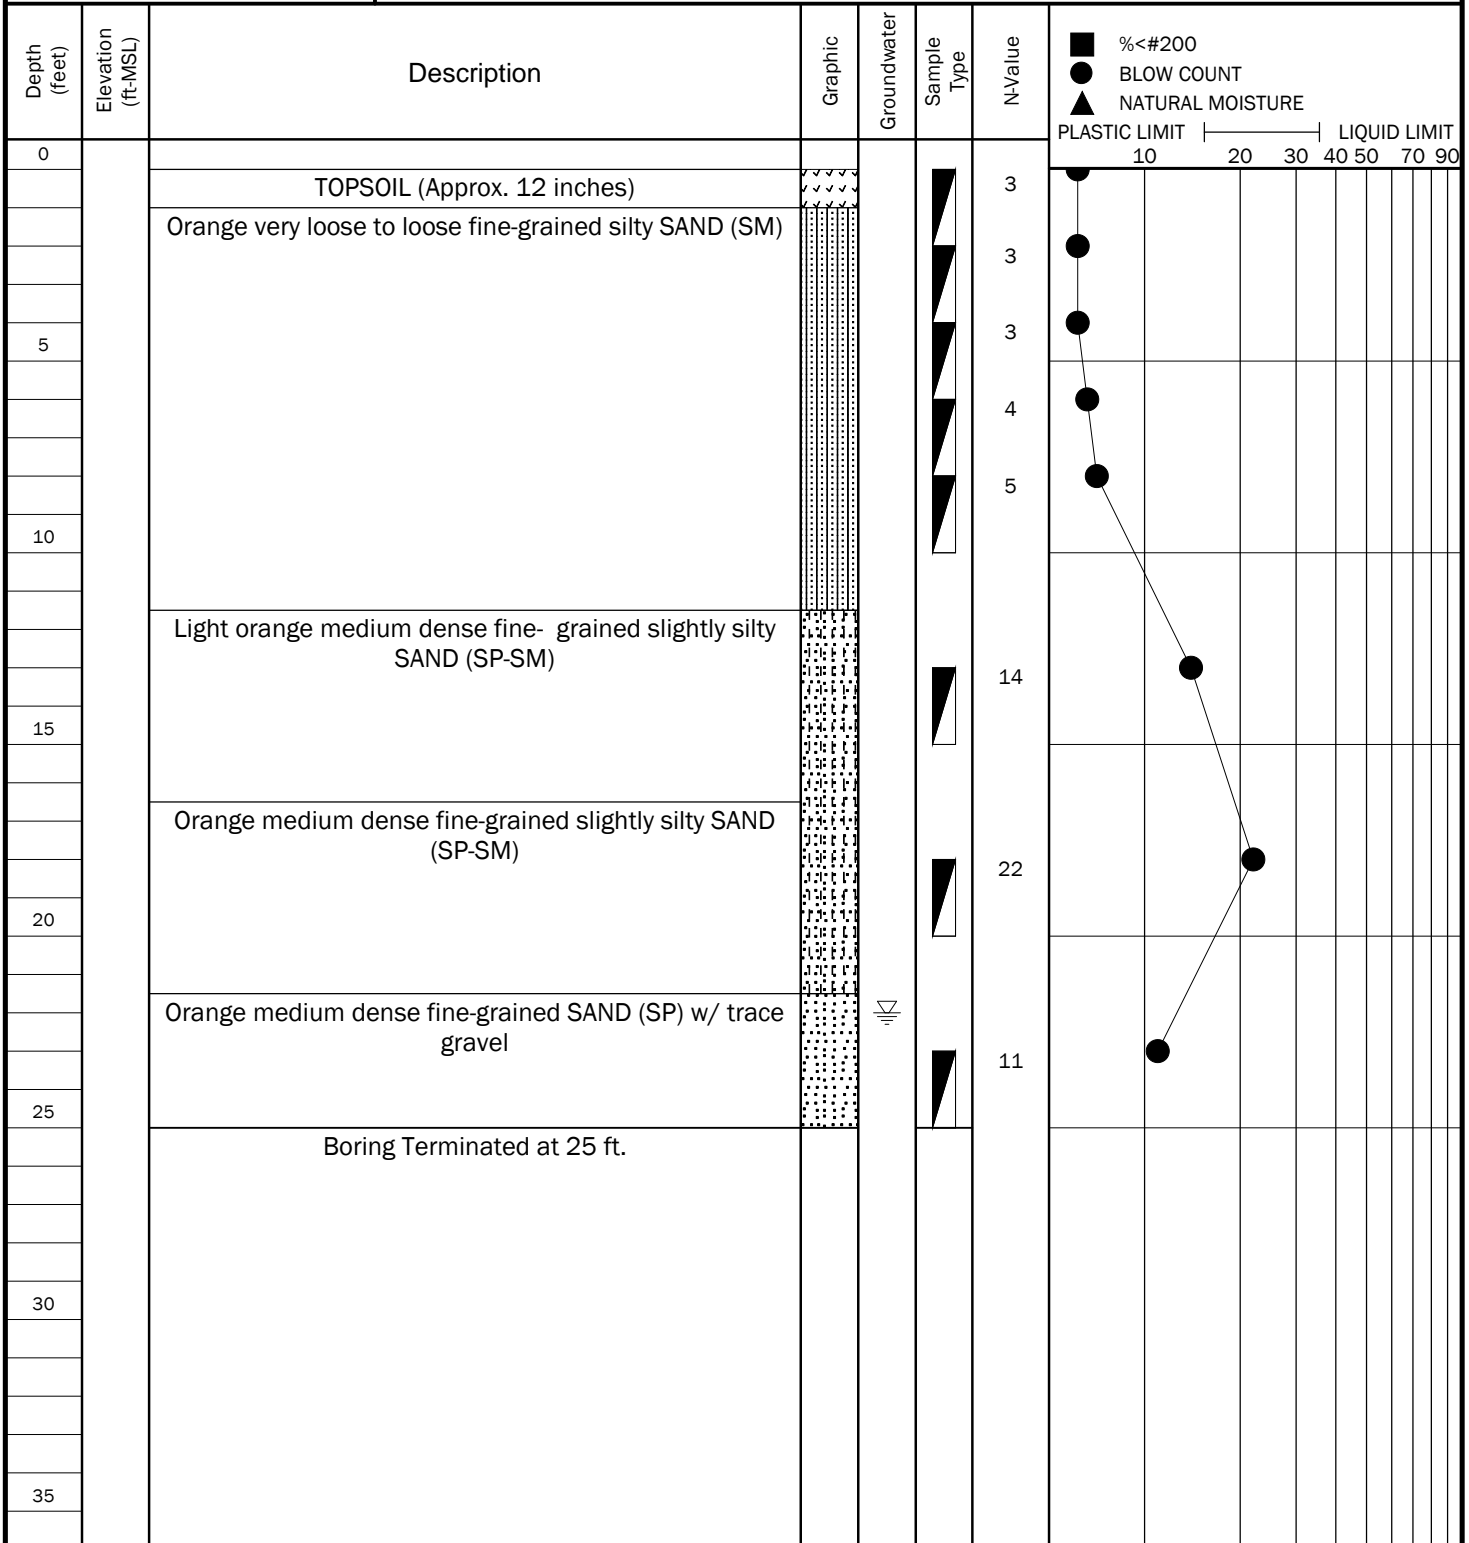 Depth
(feet)
Elevation
(ft-MSL)
Description
Graphic
Groundwater
Sample
Type
N-Value
%<#200
BLOW COUNT
NATURAL MOISTURE
PLASTIC LIMIT LIQUID LIMIT
10 20 30 40 50 70 90
0
TOPSOIL (Approx. 12 inches)
3
Orange very loose to loose fine-grained silty SAND (SM)
3
3
5
4
5
10
Light orange medium dense fine- grained slightly silty
SAND (SP-SM)
14
15
Orange medium dense fine-grained slightly silty SAND
(SP-SM)
22
20
Orange medium dense fine-grained SAND (SP) w/ trace
gravel
11
25
Boring Terminated at 25 ft.
30
35